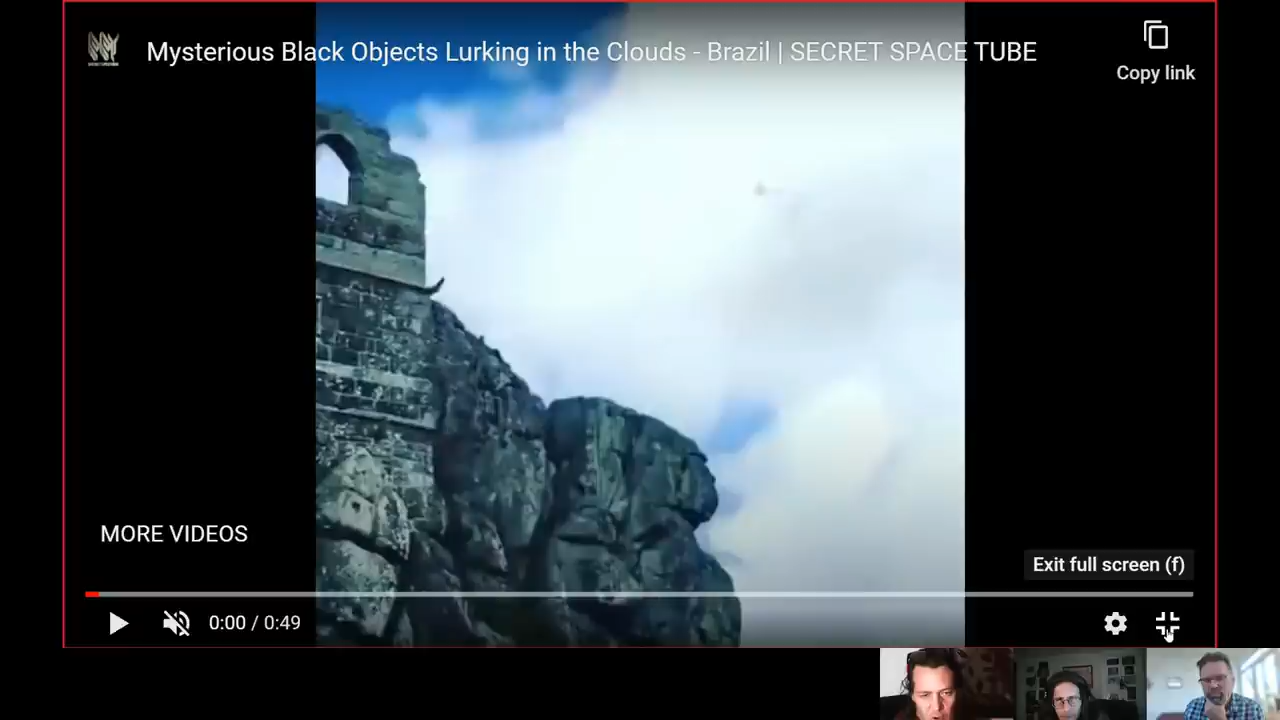 Mysterious Black Objects Lurking in the Clouds - Brazil | SECRET SPACE TUBE
Copy link
MORE VIDEOS
Exit full screen (f)
0:00 / 0:49